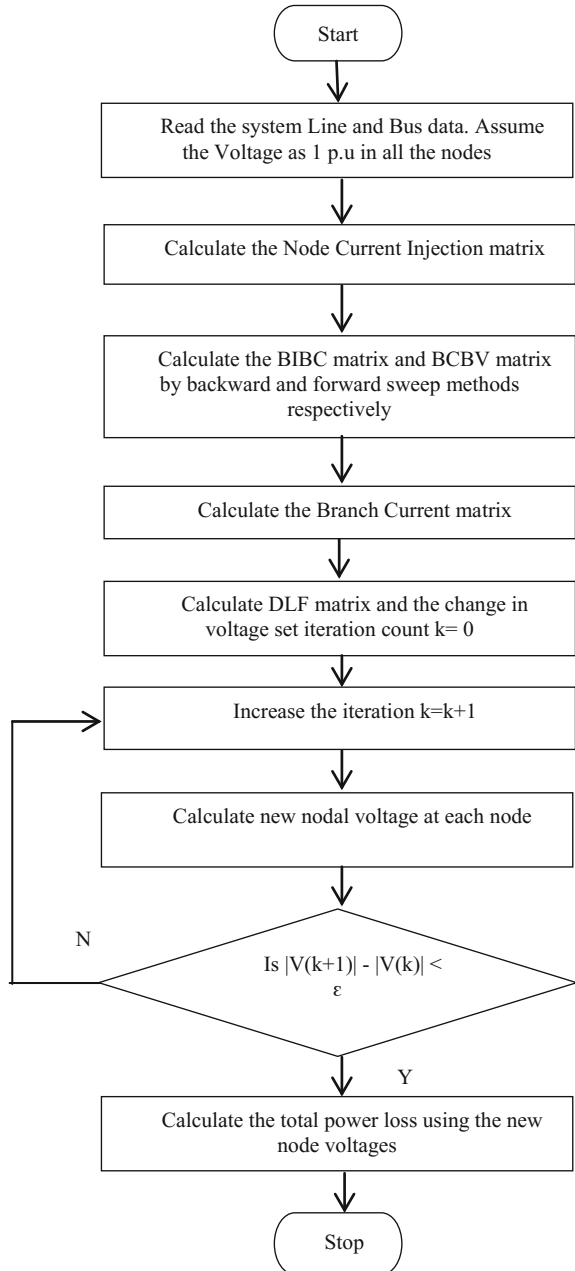 Start
Read the system Line and Bus data. Assume
the Voltage as 1 p.u in all the nodes
Calculate the Node Current Injection matrix
Calculate the BIBC matrix and BCBV matrix
by backward and forward sweep methods
respectively
Calculate the Branch Current matrix
Calculate DLF matrix and the change in
voltage set iteration count k= 0
Increase the iteration k=k+1
Calculate new nodal voltage at each node
N
Is |V(k+1)| - |V(k)| <
ε
Y
Calculate the total power loss using the new
node voltages
Stop